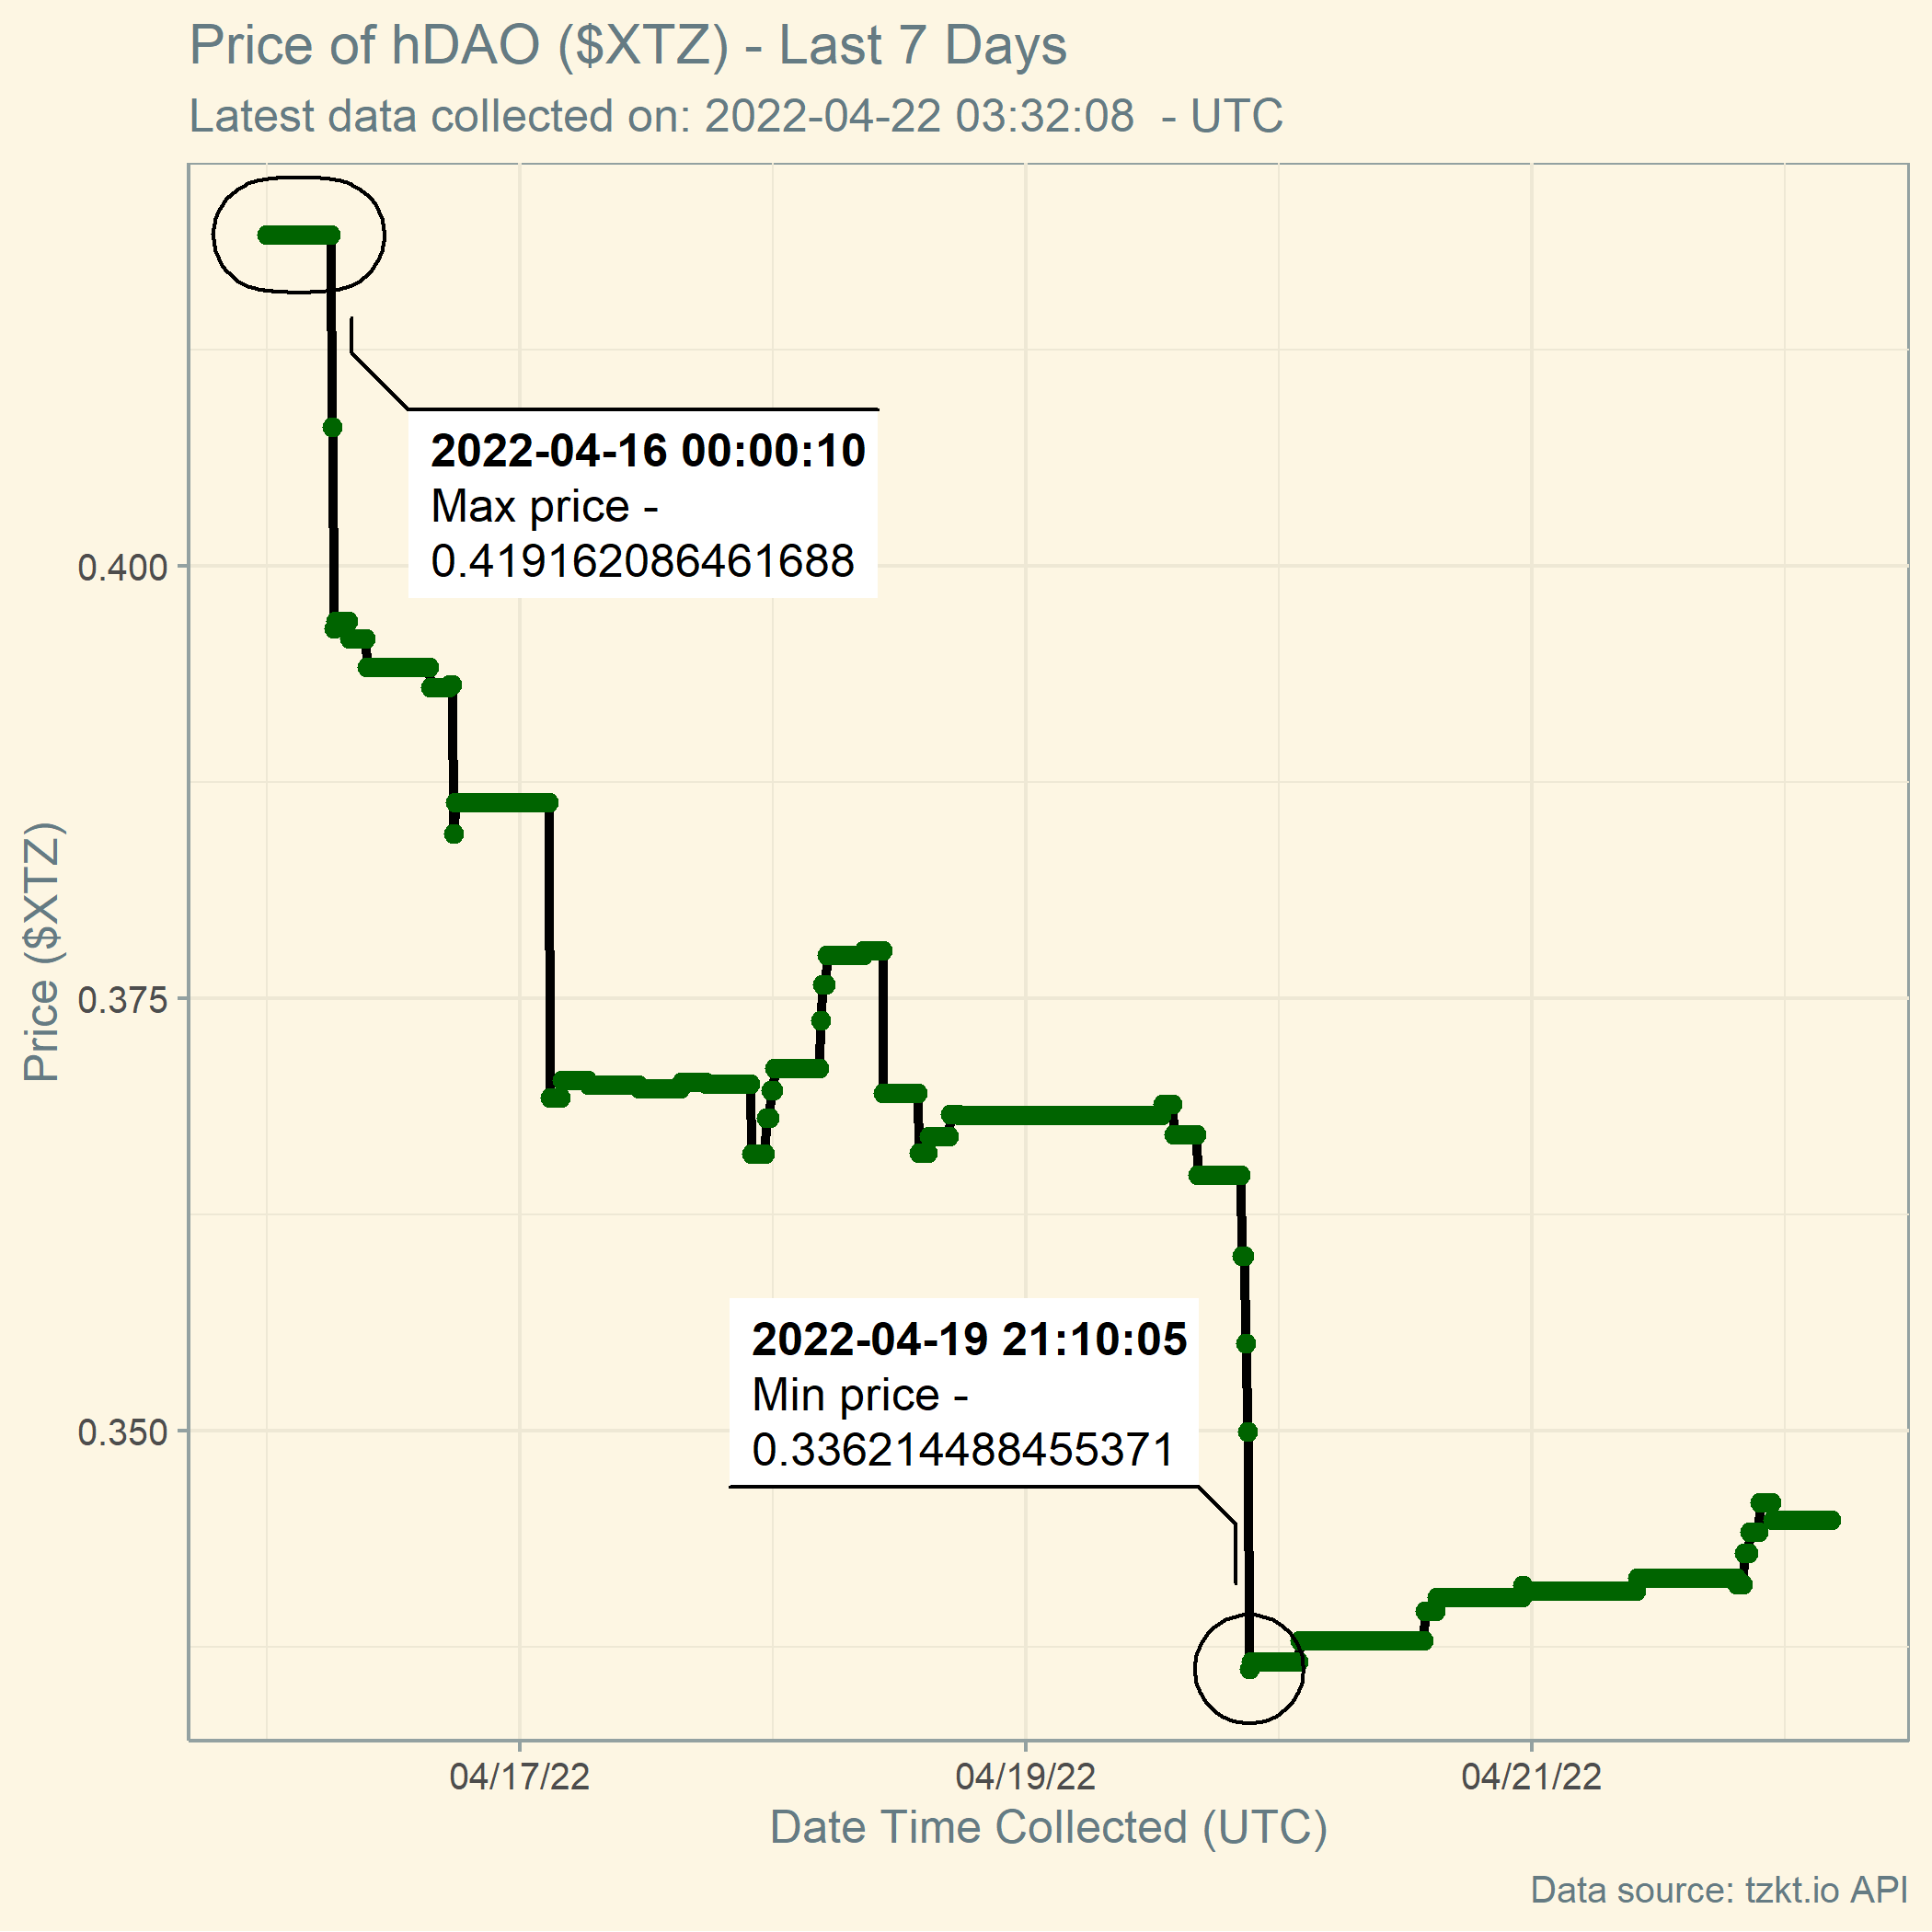 Price of hDAO ($XTZ) - Last 7 Days
Latest data collected on: 2022-04-22 03:32:08  - UTC
2022-04-16 00:00:10
Max price -
0.419162086461688
0.400
0.375
0.350
Price ($XTZ)
2022-04-19 21:10:05
Min price -
0.336214488455371
04/17/22
04/19/22
04/21/22
Date Time Collected (UTC)
Data source: tzkt.io API